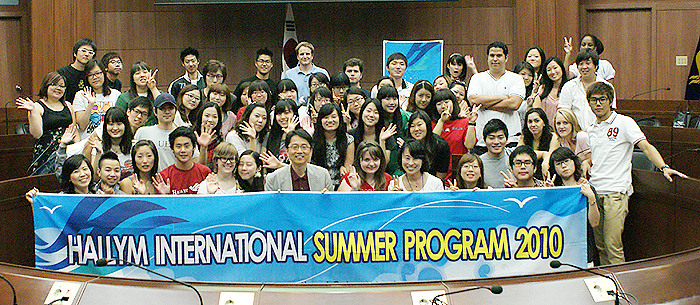 HALLYM INTERNATIONAL SUMMER PROGRAM 2010
89